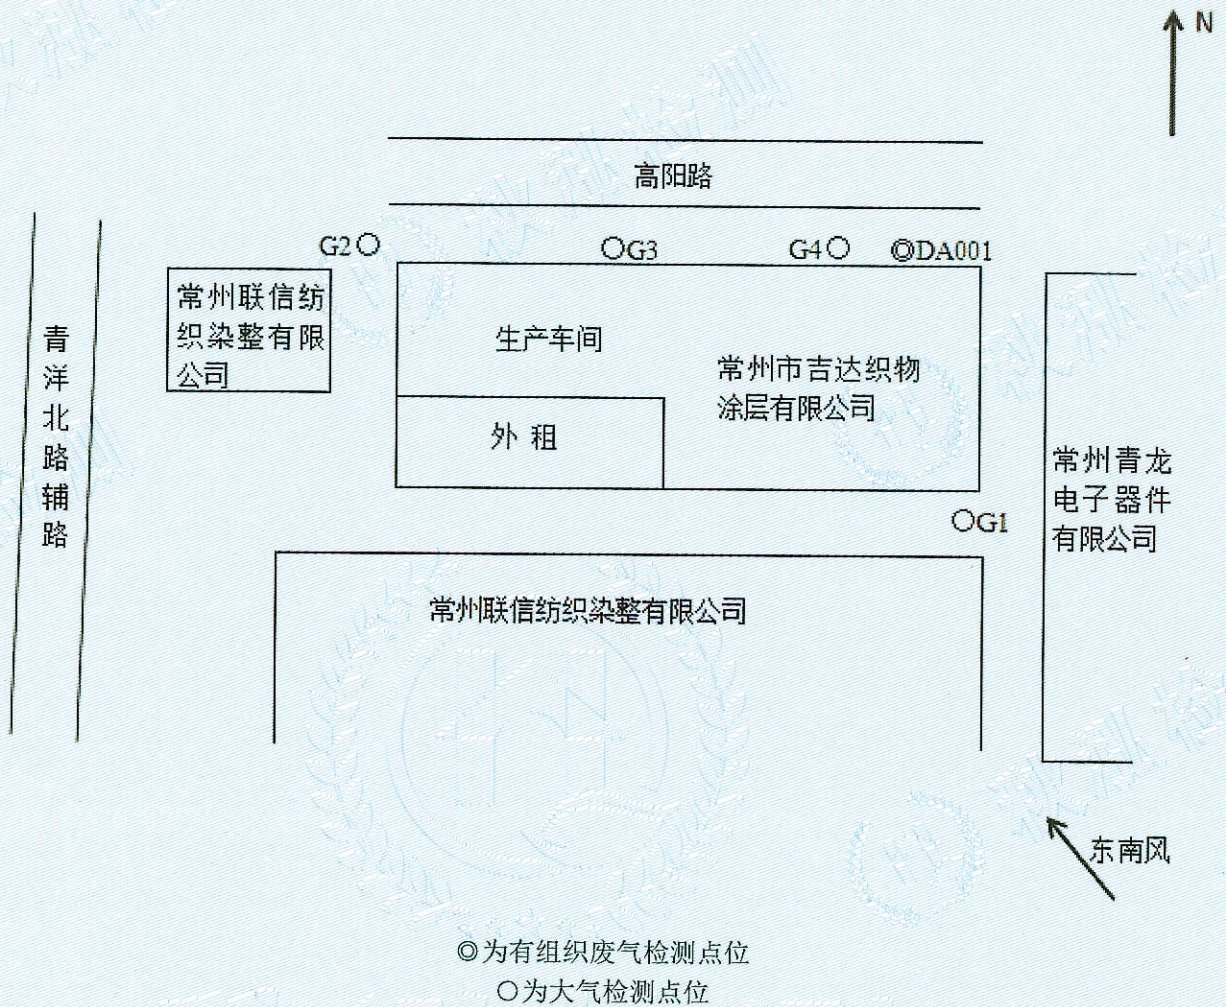 N
高阳路
G2○
○G3
G4○
◎DA001
常州联信纺
织染整有限
公司
生产车间
常州市吉达织物
涂层有限公司
外 租
青洋北路辅路
常州青龙
电子器件
有限公司
○G1
常州联信纺织染整有限公司
东南风
◎为有组织废气检测点位
○为大气检测点位